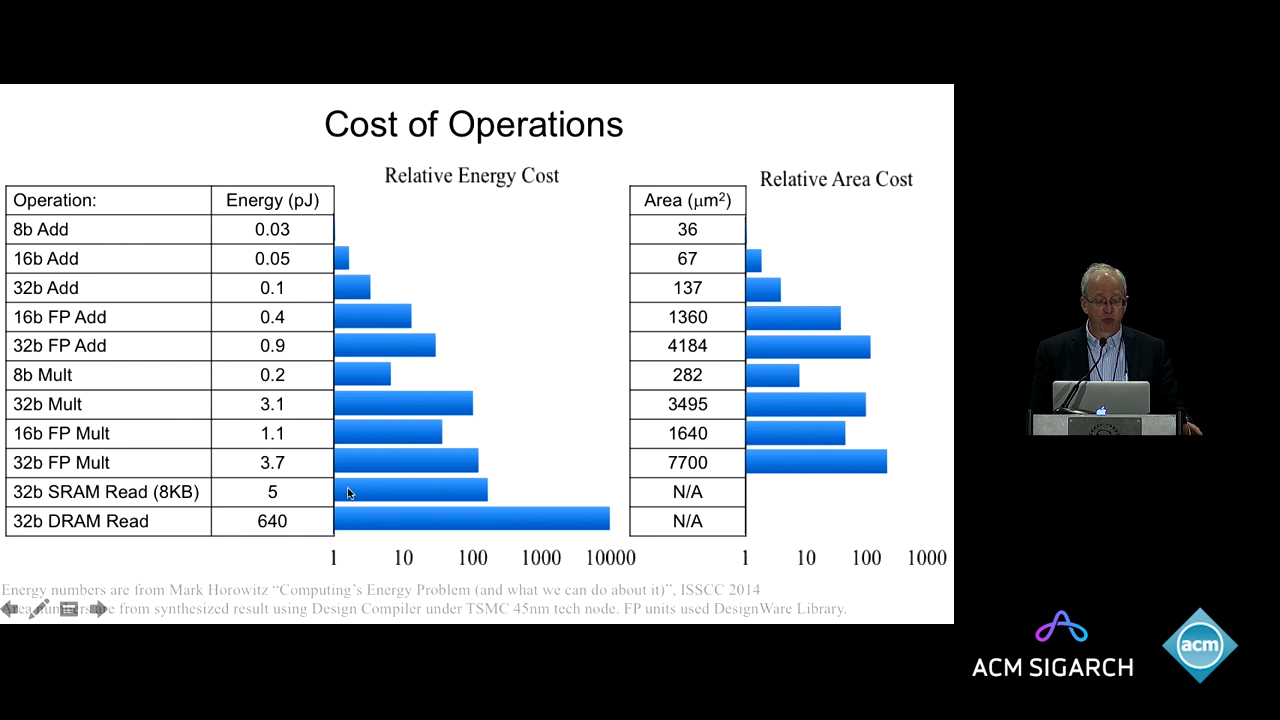 Cost of Operations
Relative Energy Cost
Relative Area Cost
Operation: Energy (pJ) Area (μm²)
8b Add 0.03 36
16b Add 0.05 67
32b Add 0.1 137
16b FP Add 0.4 1360
32b FP Add 0.9 4184
8b Mult 0.2 282
32b Mult 3.1 3495
16b FP Mult 1.1 1640
32b FP Mult 3.7 7700
32b SRAM Read (8KB) 5 N/A
32b DRAM Read 640 N/A
1 10 100 1000 10000 1 10 100 1000
Energy numbers are from Mark Horowitz “Computing’s Energy Problem (and what we can do about it)”, ISSCC 2014
Area numbers are from synthesized result using Design Compiler under TSMC 45nm tech node. FP units used DesignWare Library.
ACM SIGARCH
acm